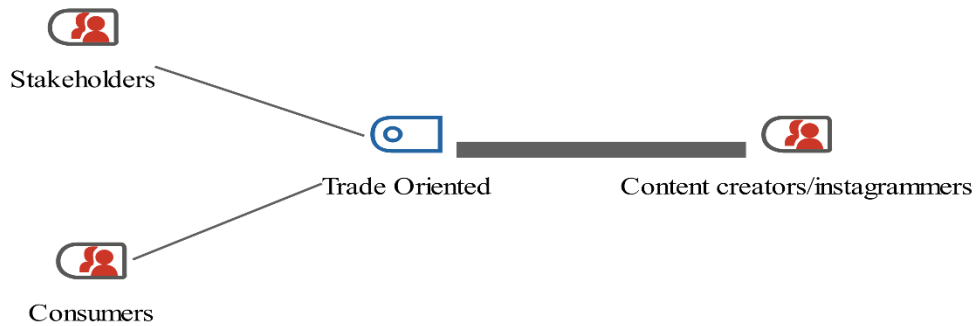 Stakeholders
Trade Oriented
Content creators/instagrammers
Consumers